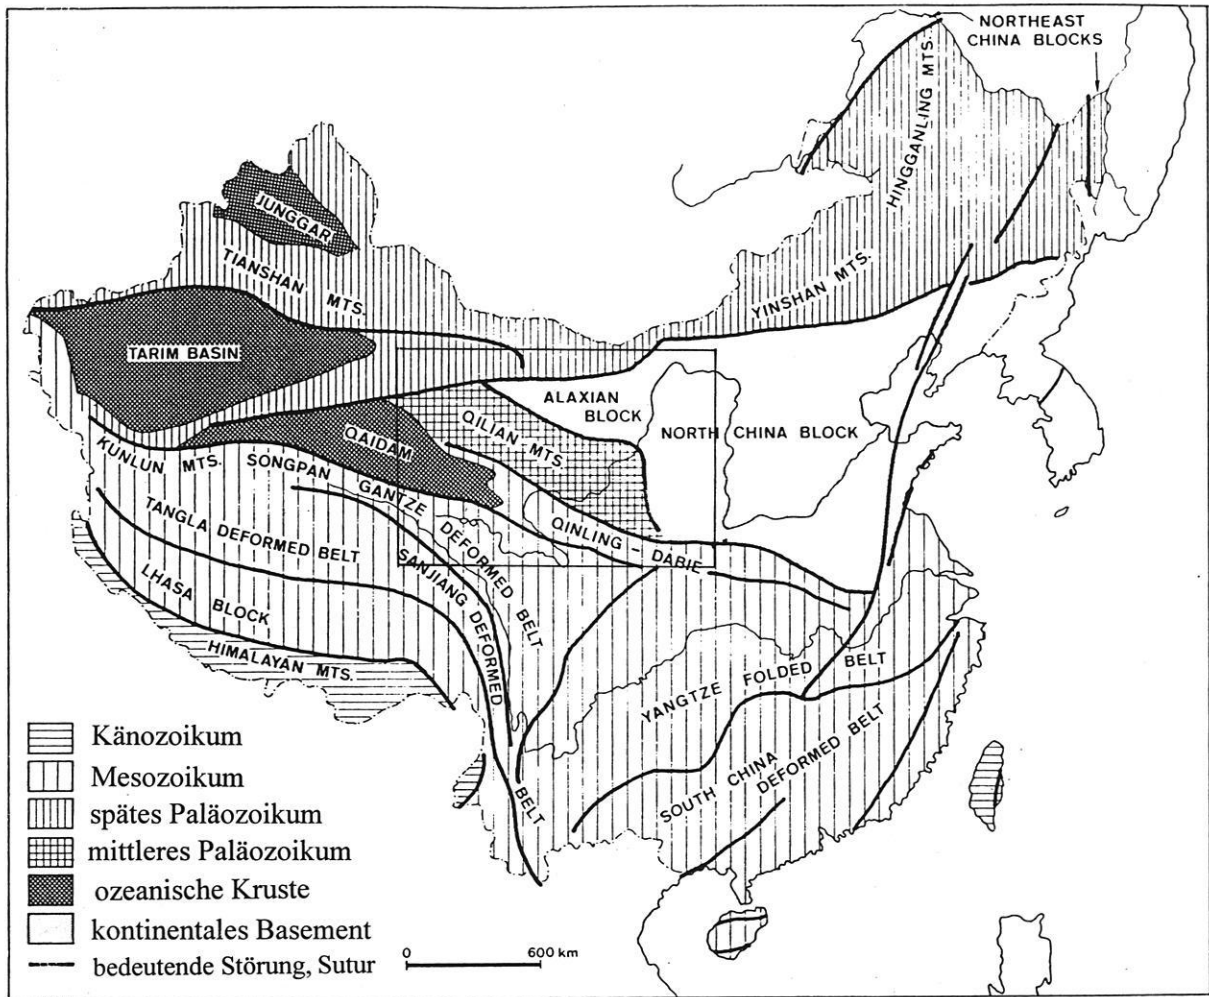 NORTHEAST
CHINA BLOCKS
HINGGANLING MTS.
JUNGGAR
TIANSHAN MTS.
YINSHAN MTS.
TARIM BASIN
ALAXIAN
BLOCK
QILIAN MTS
NORTH CHINA BLOCK
QAIDAM
KUNLUN MTS.
SONGPAN GANTZE DEFORMED BELT
TANGLA DEFORMED BELT
QINLING - DABIE
SANJIANG DEFORMED BELT
LHASA BLOCK
HIMALAYAN MTS.
YANGTZE FOLDED BELT
SOUTH CHINA
DEFORMED BELT
Känozoikum
Mesozoikum
spätes Paläozoikum
mittleres Paläozoikum
ozeanische Kruste
kontinentales Basement
bedeutende Störung, Sutur
0 600 km